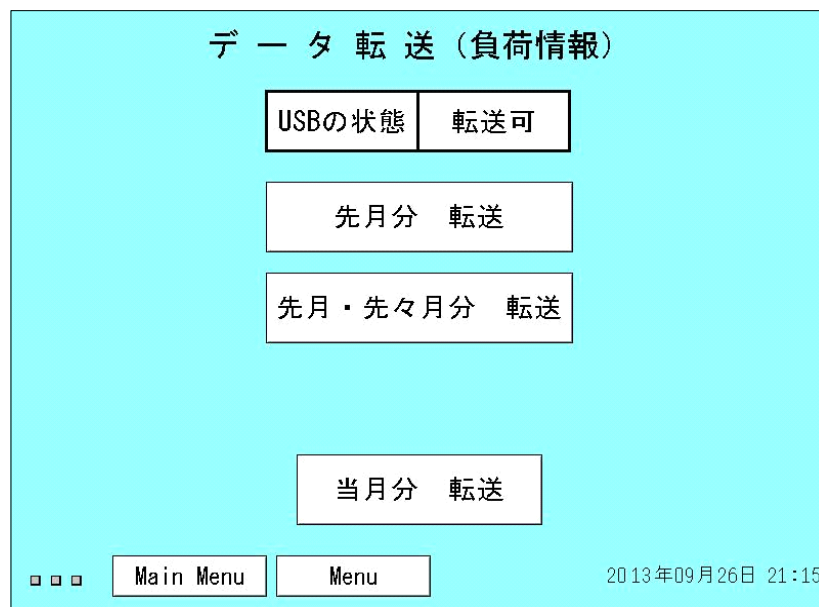 データ転送（負荷情報）
USBの状態 転送可
先月分 転送
先月・先々月分 転送
当月分 転送
Main Menu Menu 2013年09月26日 21:15